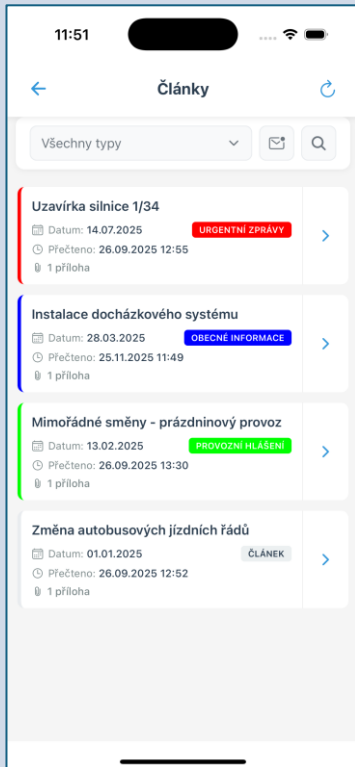 11:51
Články
Všechny typy
Uzavírka silnice 1/34
Datum: 14.07.2025 URGENTNÍ ZPRÁVY
Přečteno: 26.09.2025 12:55
1 příloha
Instalace docházkového systému
Datum: 28.03.2025 OBECNÉ INFORMACE
Přečteno: 25.11.2025 11:49
1 příloha
Mimořádné směny - prázdninový provoz
Datum: 13.02.2025 PROVOZNÍ HLÁŠENÍ
Přečteno: 26.09.2025 13:30
1 příloha
Změna autobusových jízdních řádů
Datum: 01.01.2025 ČLÁNEK
Přečteno: 26.09.2025 12:52
1 příloha